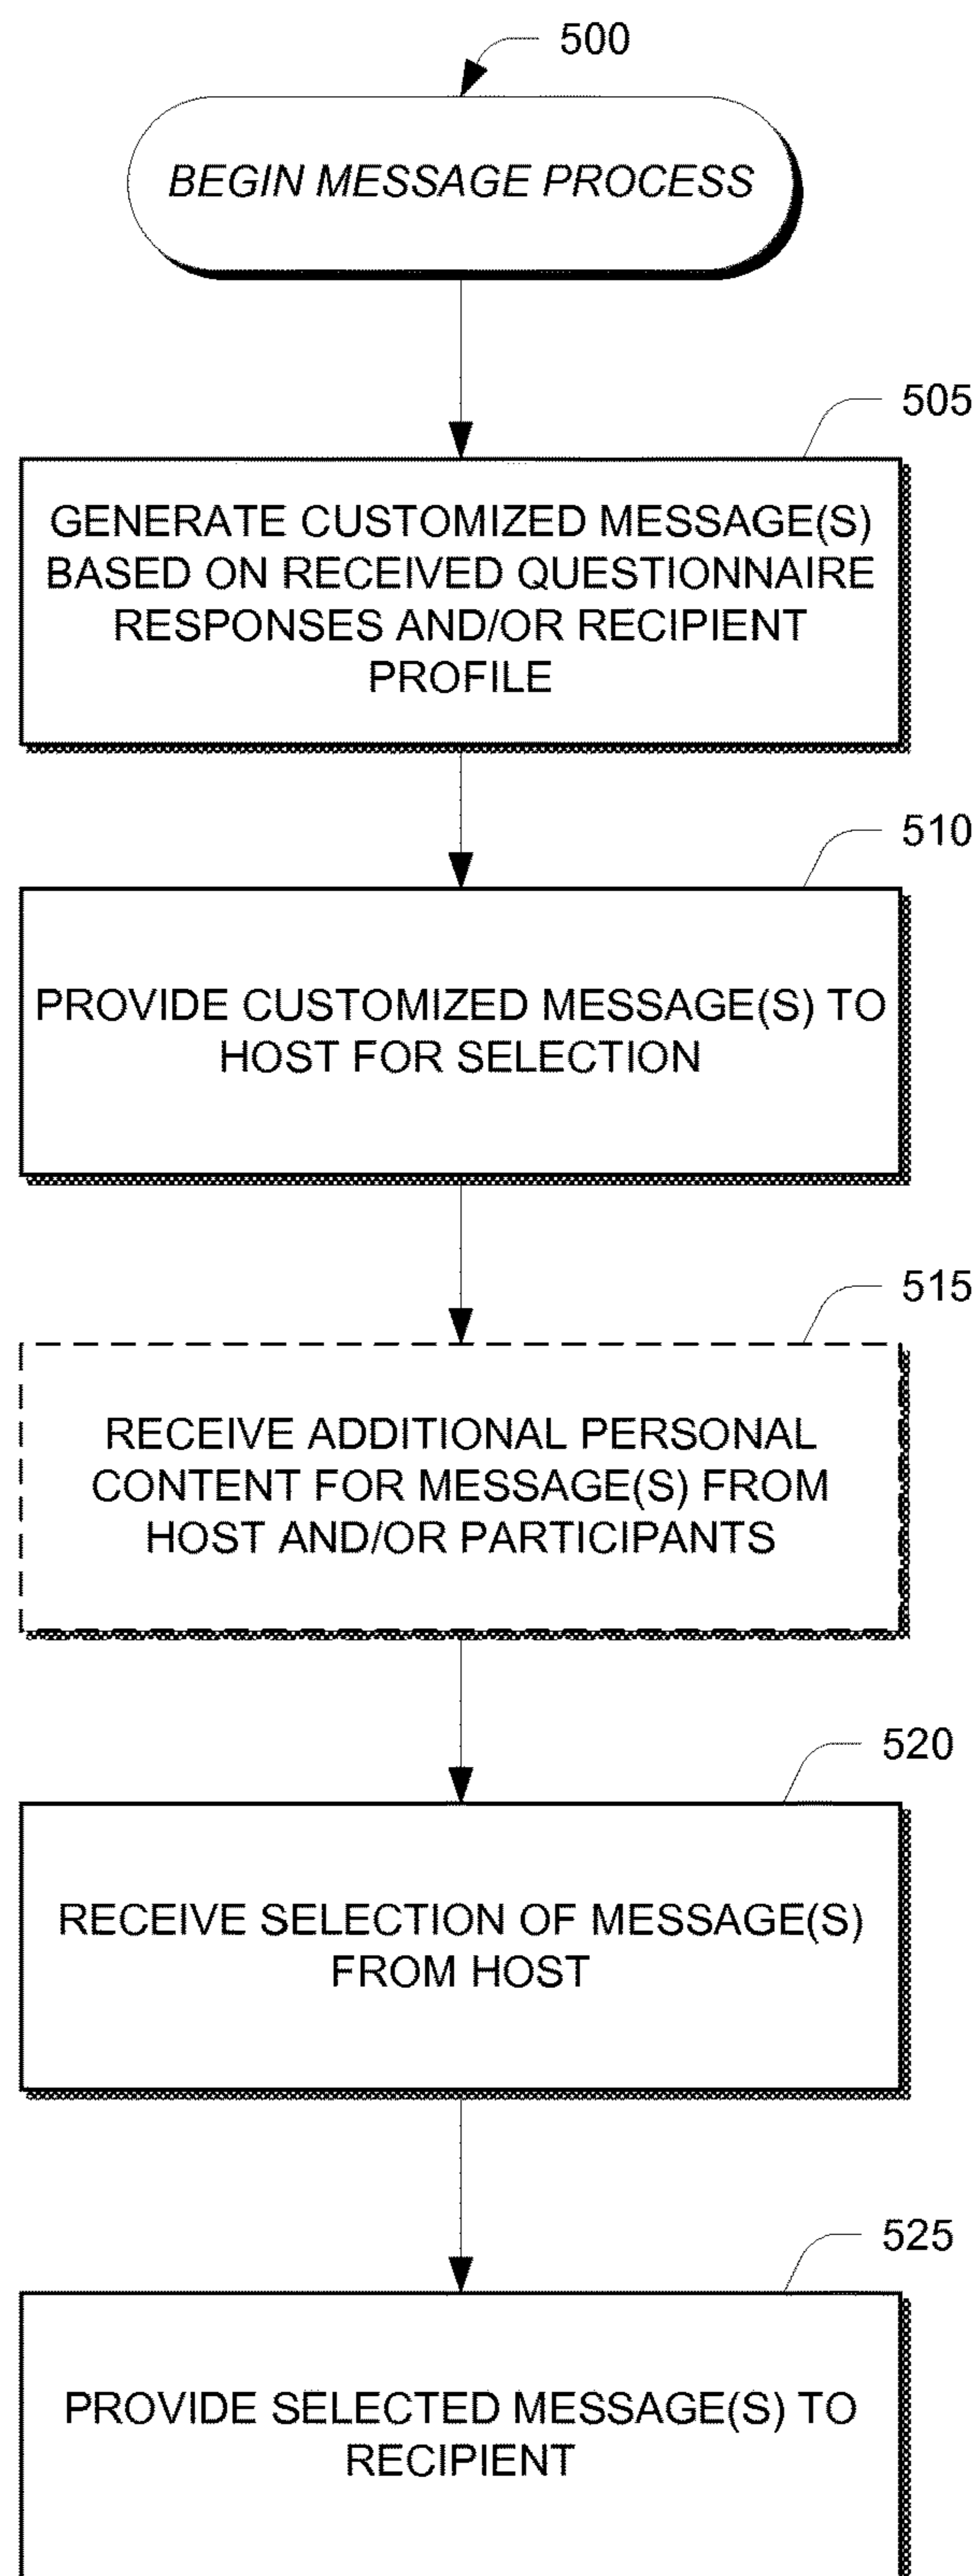 500
BEGIN MESSAGE PROCESS
505
GENERATE CUSTOMIZED MESSAGE(S)
BASED ON RECEIVED QUESTIONNAIRE
RESPONSES AND/OR RECIPIENT
PROFILE
510
PROVIDE CUSTOMIZED MESSAGE(S) TO
HOST FOR SELECTION
515
RECEIVE ADDITIONAL PERSONAL
CONTENT FOR MESSAGE(S) FROM
HOST AND/OR PARTICIPANTS
520
RECEIVE SELECTION OF MESSAGE(S)
FROM HOST
525
PROVIDE SELECTED MESSAGE(S) TO
RECIPIENT